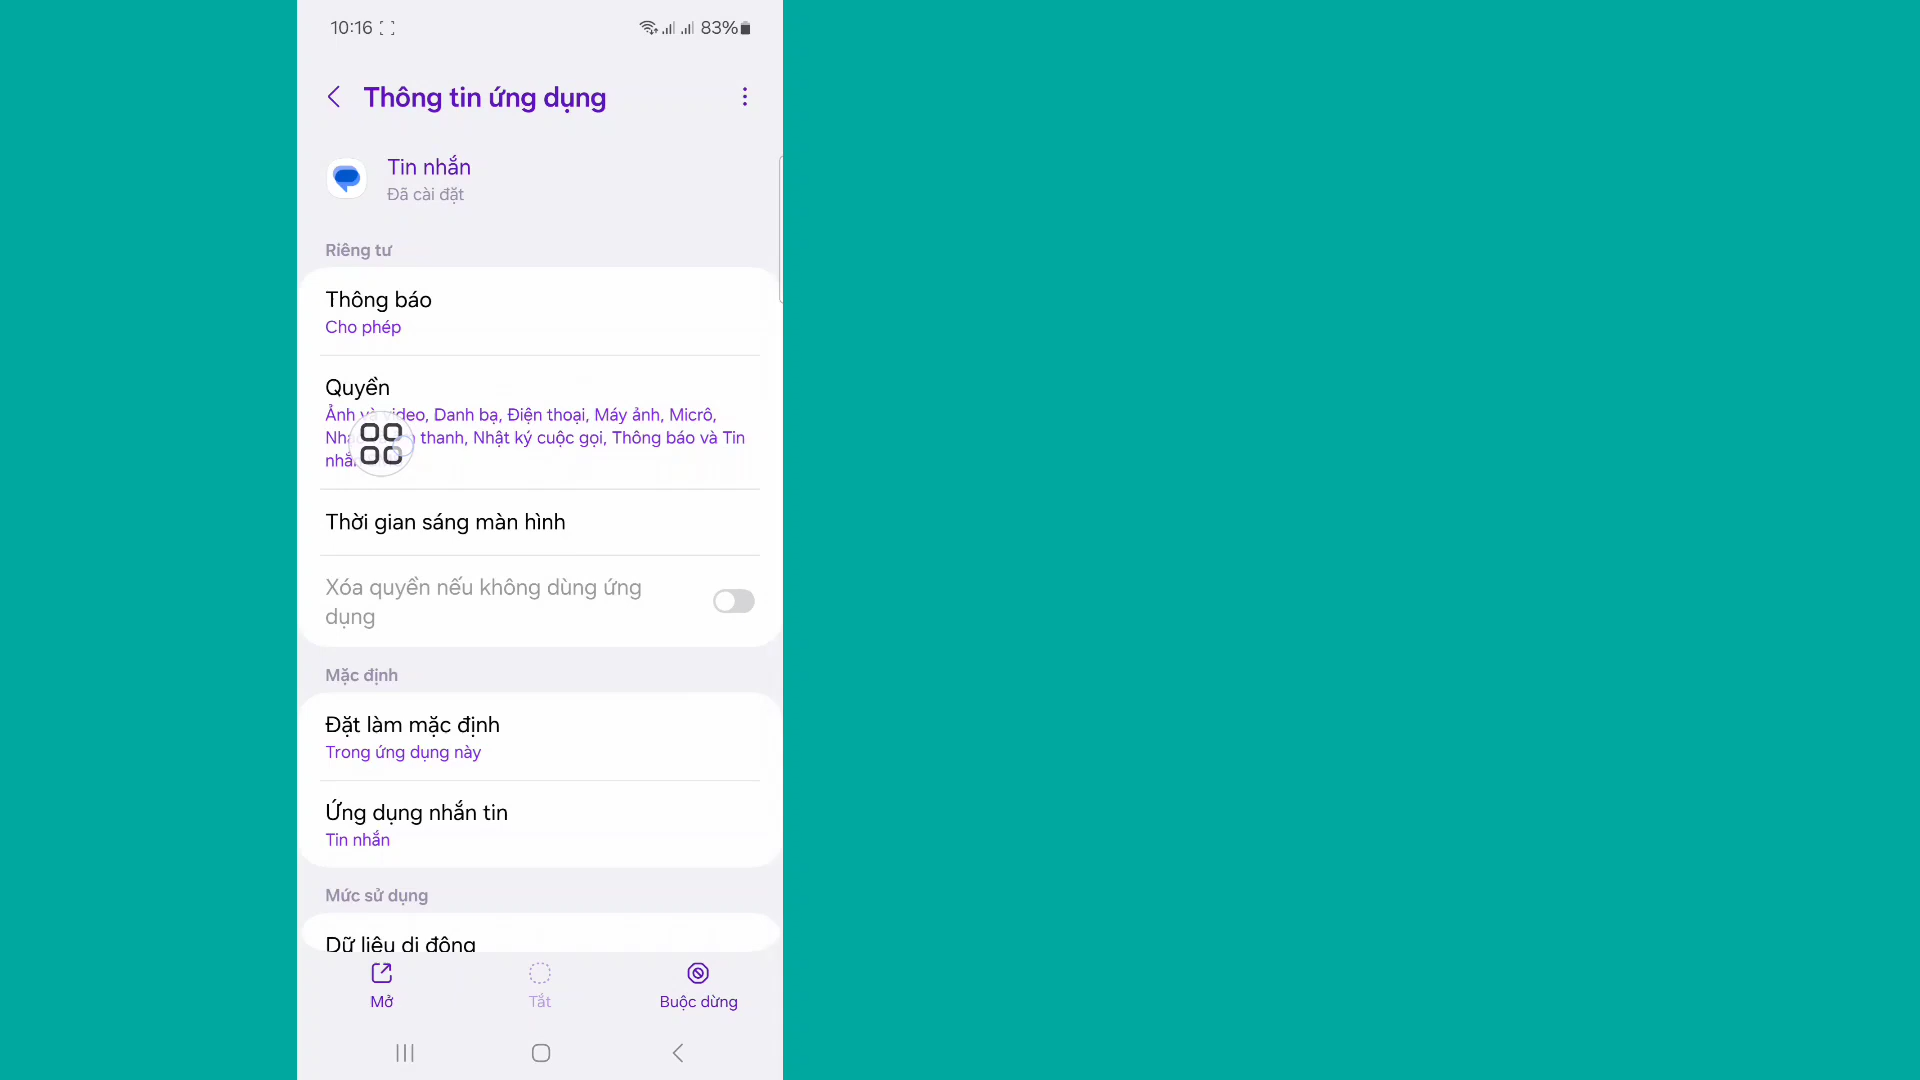 10:16
83%
Thông tin ứng dụng
Tin nhắn
Đã cài đặt
Riêng tư
Thông báo
Cho phép
Quyền
Ảnh và video, Danh bạ, Điện thoại, Máy ảnh, Micrô,
thanh, Nhật ký cuộc gọi, Thông báo và Tin
Thời gian sáng màn hình
Xóa quyền nếu không dùng ứng
dụng
Mặc định
Đặt làm mặc định
Trong ứng dụng này
Ứng dụng nhắn tin
Tin nhắn
Mức sử dụng
Dữ liệu di động
Mở
Tắt
Buộc dừng